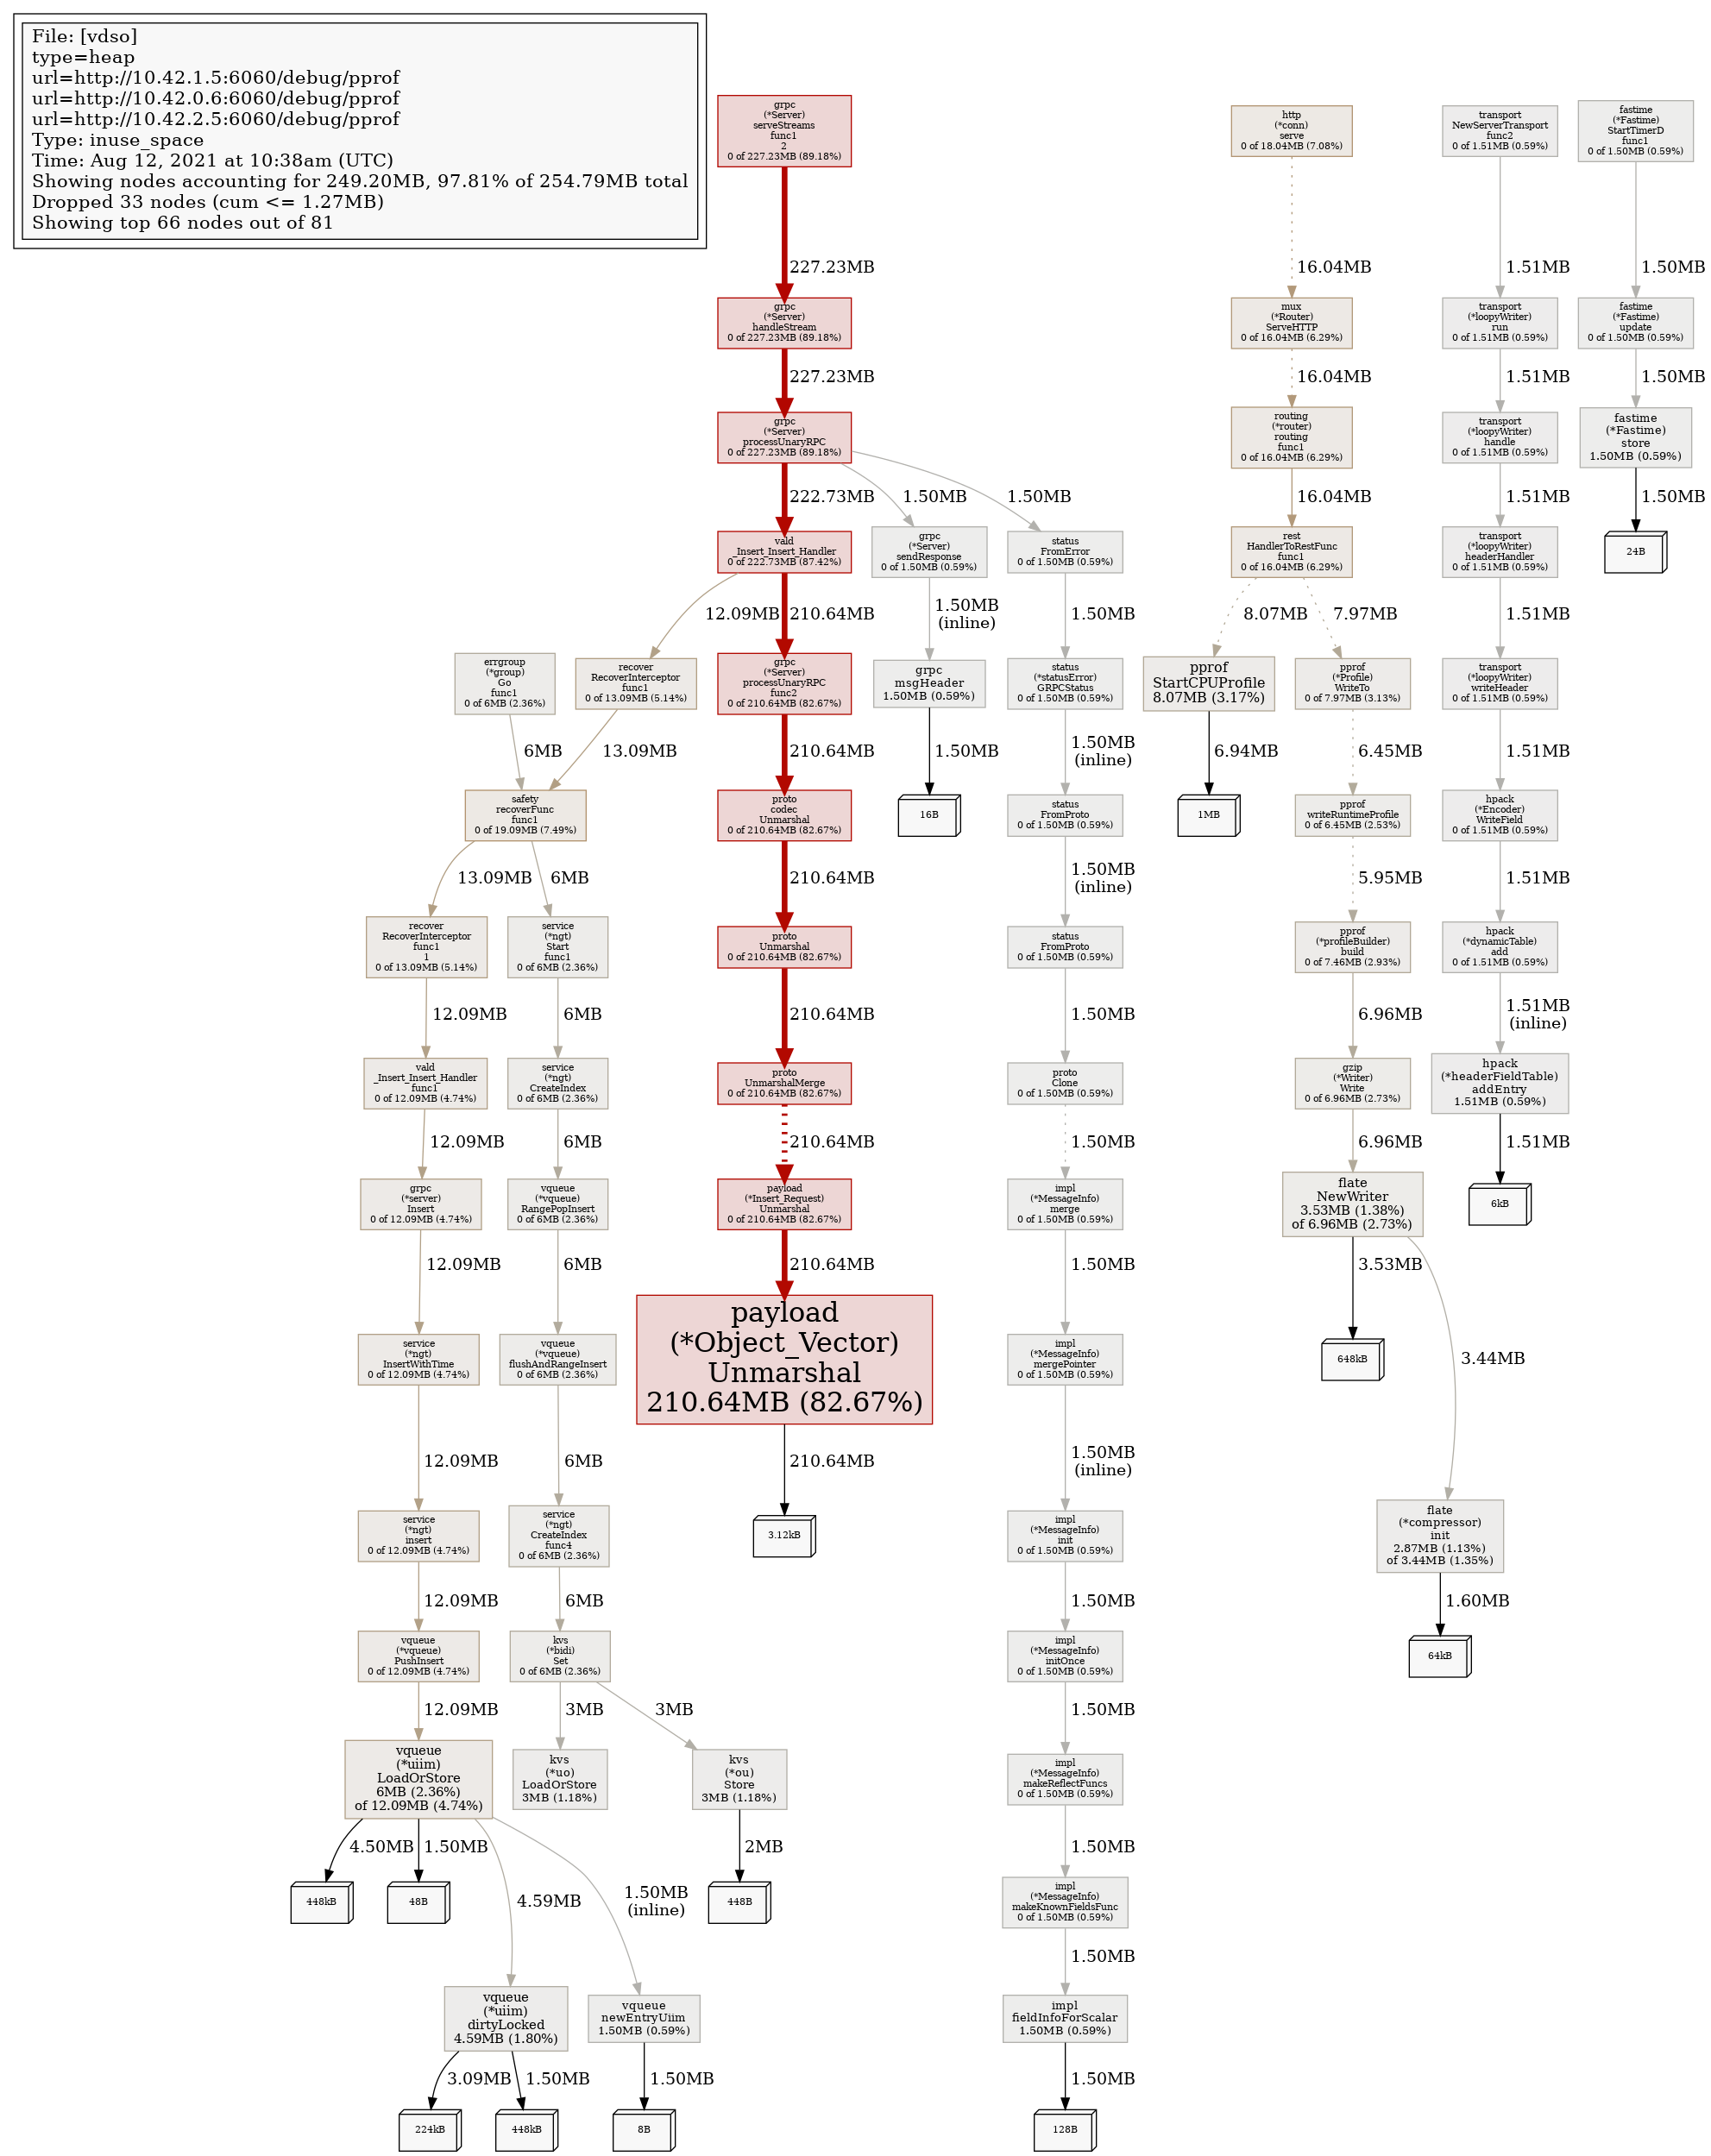 File: [vdso]
type=heap
url=http://10.42.1.5:6060/debug/pprof
url=http://10.42.0.6:6060/debug/pprof
url=http://10.42.2.5:6060/debug/pprof
Type: inuse_space
Time: Aug 12, 2021 at 10:38am (UTC)
Showing nodes accounting for 249.20MB, 97.81% of 254.79MB total
Dropped 33 nodes (cum <= 1.27MB)
Showing top 66 nodes out of 81
grpc
(*Server)
serveStreams
func1
2
0 of 227.23MB (89.18%)
227.23MB
grpc
(*Server)
handleStream
0 of 227.23MB (89.18%)
227.23MB
grpc
(*Server)
processUnaryRPC
0 of 227.23MB (89.18%)
222.73MB
1.50MB
1.50MB
vald
_Insert_Insert_Handler
0 of 222.73MB (87.42%)
12.09MB
210.64MB
grpc
(*Server)
sendResponse
0 of 1.50MB (0.59%)
1.50MB
(inline)
grpc
msgHeader
1.50MB (0.59%)
1.50MB
16B
errgroup
(*group)
Go
func1
0 of 6MB (2.36%)
6MB
recover
RecoverInterceptor
func1
0 of 13.09MB (5.14%)
13.09MB
safety
recoverFunc
func1
0 of 19.09MB (7.49%)
13.09MB
6MB
recover
RecoverInterceptor
func1
1
0 of 13.09MB (5.14%)
12.09MB
vald
_Insert_Insert_Handler
func1
0 of 12.09MB (4.74%)
12.09MB
grpc
(*server)
Insert
0 of 12.09MB (4.74%)
12.09MB
service
(*ngt)
InsertWithTime
0 of 12.09MB (4.74%)
12.09MB
service
(*ngt)
insert
0 of 12.09MB (4.74%)
12.09MB
vqueue
(*vqueue)
PushInsert
0 of 12.09MB (4.74%)
12.09MB
vqueue
(*uiim)
LoadOrStore
6MB (2.36%)
of 12.09MB (4.74%)
4.50MB
1.50MB
4.59MB
1.50MB
(inline)
448kB
48B
vqueue
(*uiim)
dirtyLocked
4.59MB (1.80%)
3.09MB
1.50MB
224kB
448kB
vqueue
newEntryUiim
1.50MB (0.59%)
1.50MB
8B
service
(*ngt)
Start
func1
0 of 6MB (2.36%)
6MB
service
(*ngt)
CreateIndex
0 of 6MB (2.36%)
6MB
vqueue
(*vqueue)
RangePopInsert
0 of 6MB (2.36%)
6MB
vqueue
(*vqueue)
flushAndRangeInsert
0 of 6MB (2.36%)
6MB
service
(*ngt)
CreateIndex
func4
0 of 6MB (2.36%)
6MB
kvs
(*bidi)
Set
0 of 6MB (2.36%)
3MB
3MB
kvs
(*uo)
LoadOrStore
3MB (1.18%)
kvs
(*ou)
Store
3MB (1.18%)
2MB
448B
grpc
(*Server)
processUnaryRPC
func2
0 of 210.64MB (82.67%)
210.64MB
proto
codec
Unmarshal
0 of 210.64MB (82.67%)
210.64MB
proto
Unmarshal
0 of 210.64MB (82.67%)
210.64MB
proto
UnmarshalMerge
0 of 210.64MB (82.67%)
210.64MB
payload
(*Insert_Request)
Unmarshal
0 of 210.64MB (82.67%)
210.64MB
payload
(*Object_Vector)
Unmarshal
210.64MB (82.67%)
210.64MB
3.12kB
status
FromError
0 of 1.50MB (0.59%)
1.50MB
status
(*statusError)
GRPCStatus
0 of 1.50MB (0.59%)
1.50MB
(inline)
status
FromProto
0 of 1.50MB (0.59%)
1.50MB
(inline)
status
FromProto
0 of 1.50MB (0.59%)
1.50MB
proto
Clone
0 of 1.50MB (0.59%)
1.50MB
impl
(*MessageInfo)
merge
0 of 1.50MB (0.59%)
1.50MB
impl
(*MessageInfo)
mergePointer
0 of 1.50MB (0.59%)
1.50MB
(inline)
impl
(*MessageInfo)
init
0 of 1.50MB (0.59%)
1.50MB
impl
(*MessageInfo)
initOnce
0 of 1.50MB (0.59%)
1.50MB
impl
(*MessageInfo)
makeReflectFuncs
0 of 1.50MB (0.59%)
1.50MB
impl
(*MessageInfo)
makeKnownFieldsFunc
0 of 1.50MB (0.59%)
1.50MB
impl
fieldInfoForScalar
1.50MB (0.59%)
1.50MB
128B
http
(*conn)
serve
0 of 18.04MB (7.08%)
16.04MB
mux
(*Router)
ServeHTTP
0 of 16.04MB (6.29%)
16.04MB
routing
(*router)
routing
func1
0 of 16.04MB (6.29%)
16.04MB
rest
HandlerToRestFunc
func1
0 of 16.04MB (6.29%)
8.07MB
7.97MB
pprof
StartCPUProfile
8.07MB (3.17%)
6.94MB
1MB
pprof
(*Profile)
WriteTo
0 of 7.97MB (3.13%)
6.45MB
pprof
writeRuntimeProfile
0 of 6.45MB (2.53%)
5.95MB
pprof
(*profileBuilder)
build
0 of 7.46MB (2.93%)
6.96MB
gzip
(*Writer)
Write
0 of 6.96MB (2.73%)
6.96MB
flate
NewWriter
3.53MB (1.38%)
of 6.96MB (2.73%)
3.53MB
3.44MB
648kB
flate
(*compressor)
init
2.87MB (1.13%)
of 3.44MB (1.35%)
1.60MB
64kB
transport
NewServerTransport
func2
0 of 1.51MB (0.59%)
1.51MB
transport
(*loopyWriter)
run
0 of 1.51MB (0.59%)
1.51MB
transport
(*loopyWriter)
handle
0 of 1.51MB (0.59%)
1.51MB
transport
(*loopyWriter)
headerHandler
0 of 1.51MB (0.59%)
1.51MB
transport
(*loopyWriter)
writeHeader
0 of 1.51MB (0.59%)
1.51MB
hpack
(*Encoder)
WriteField
0 of 1.51MB (0.59%)
1.51MB
hpack
(*dynamicTable)
add
0 of 1.51MB (0.59%)
1.51MB
(inline)
hpack
(*headerFieldTable)
addEntry
1.51MB (0.59%)
1.51MB
6kB
fastime
(*Fastime)
StartTimerD
func1
0 of 1.50MB (0.59%)
1.50MB
fastime
(*Fastime)
update
0 of 1.50MB (0.59%)
1.50MB
fastime
(*Fastime)
store
1.50MB (0.59%)
1.50MB
24B